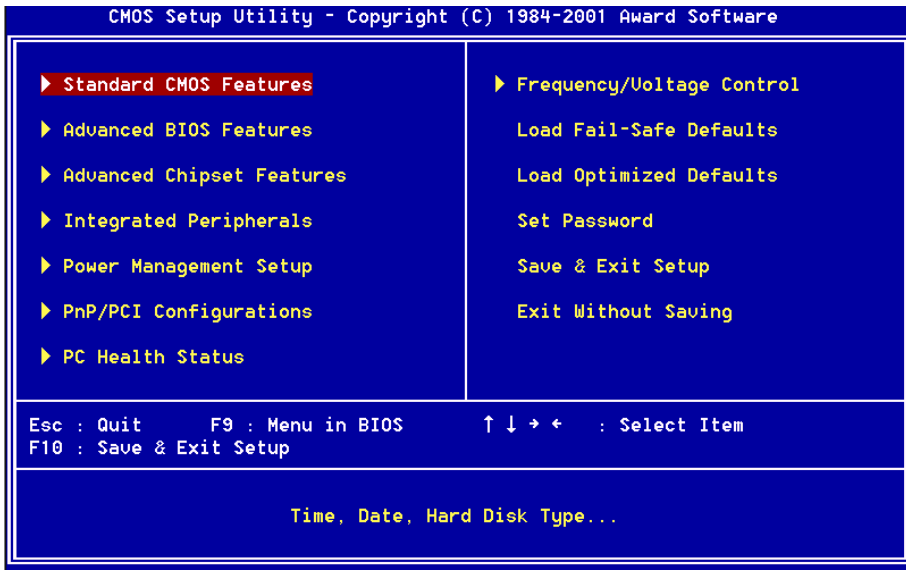 CMOS Setup Utility - Copyright (C) 1984-2001 Award Software
Standard CMOS Features
Advanced BIOS Features
Advanced Chipset Features
Integrated Peripherals
Power Management Setup
PnP/PCI Configurations
PC Health Status
Frequency/Voltage Control
Load Fail-Safe Defaults
Load Optimized Defaults
Set Password
Save & Exit Setup
Exit Without Saving
Esc : Quit F9 : Menu in BIOS ↑ ↓ → ← : Select Item
F10 : Save & Exit Setup
Time, Date, Hard Disk Type...